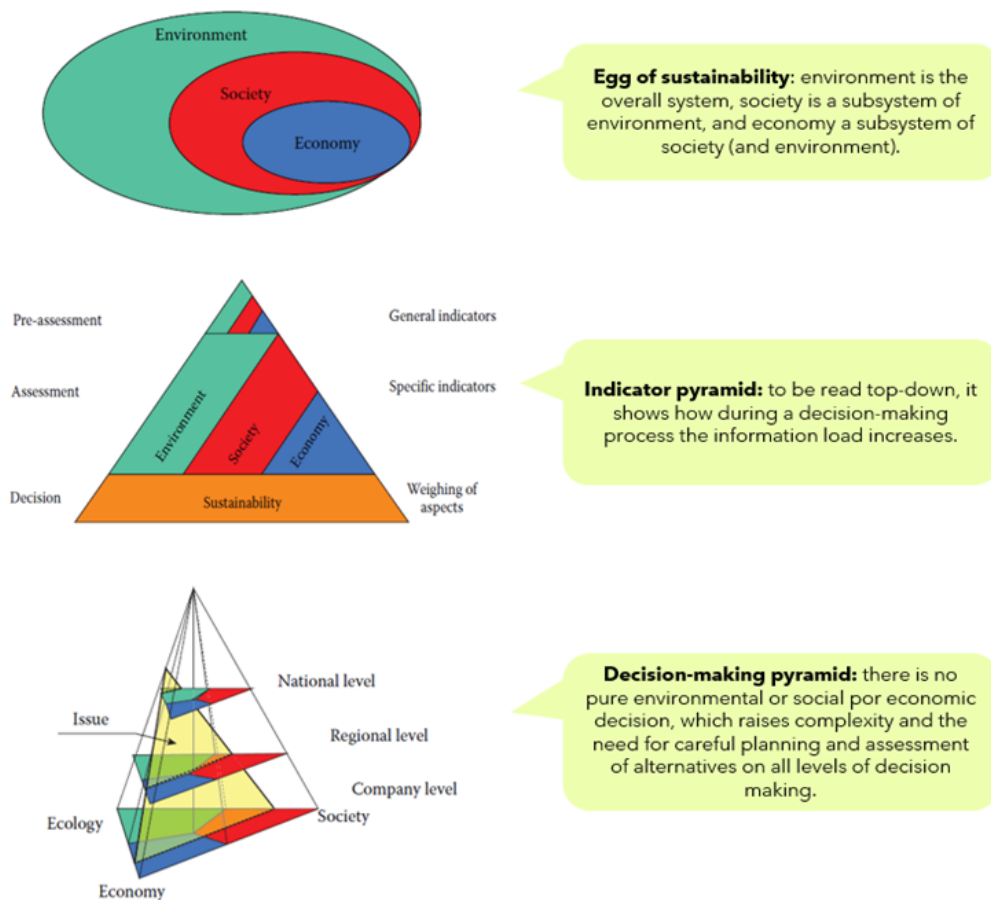 Environment
Society
Economy
Egg of sustainability: environment is the
overall system, society is a subsystem of
environment, and economy a subsystem of
society (and environment).
Pre-assessment
General indicators
Assessment
Specific indicators
Environment
Society
Economy
Decision
Sustainability
Weighing of
aspects
Indicator pyramid: to be read top-down, it
shows how during a decision-making
process the information load increases.
National level
Issue
Regional level
Company level
Ecology
Society
Economy
Decision-making pyramid: there is no
pure environmental or social por economic
decision, which raises complexity and the
need for careful planning and assessment
of alternatives on all levels of decision
making.